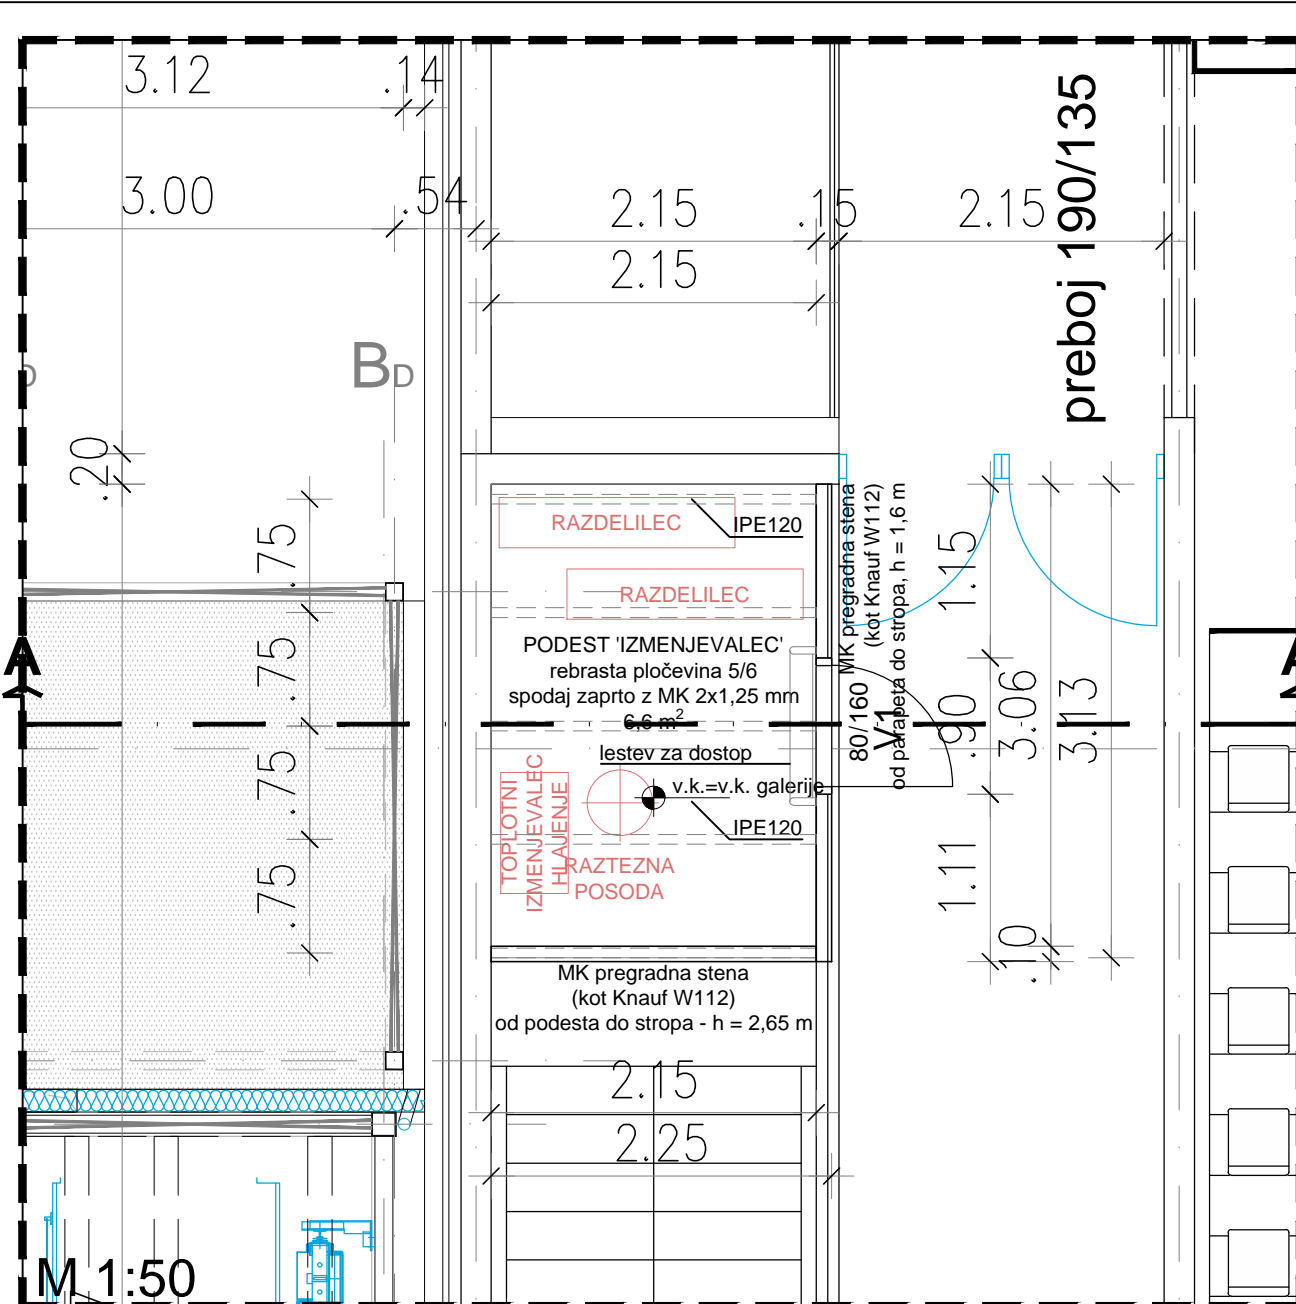 3.12
.14
3.00
.54
2.15
.15
2.15
2.15
preboj 190/135
BD
D
.20
.75
.75
.75
.75
RAZDELILEC
IPE120
RAZDELILEC
PODEST 'IZMENJEVALEC'
rebrasta pločevina 5/6
spodaj zaprto z MK 2x1,25 mm
6,6 m²
lestev za dostop
v.k.=v.k. galerije
IPE120
TOPLOTNI
IZMENJEVALEC
HLAJENJE
RAZTEZNA
POSODA
MK pregradna stena
(kot Knauf W112)
od parapeta do stropa, h = 1,6 m
80/160
V1
1.15
.90
1.11
3.06
.10
3.13
A
A
MK pregradna stena
(kot Knauf W112)
od podesta do stropa - h = 2,65 m
2.15
2.25
M 1:50